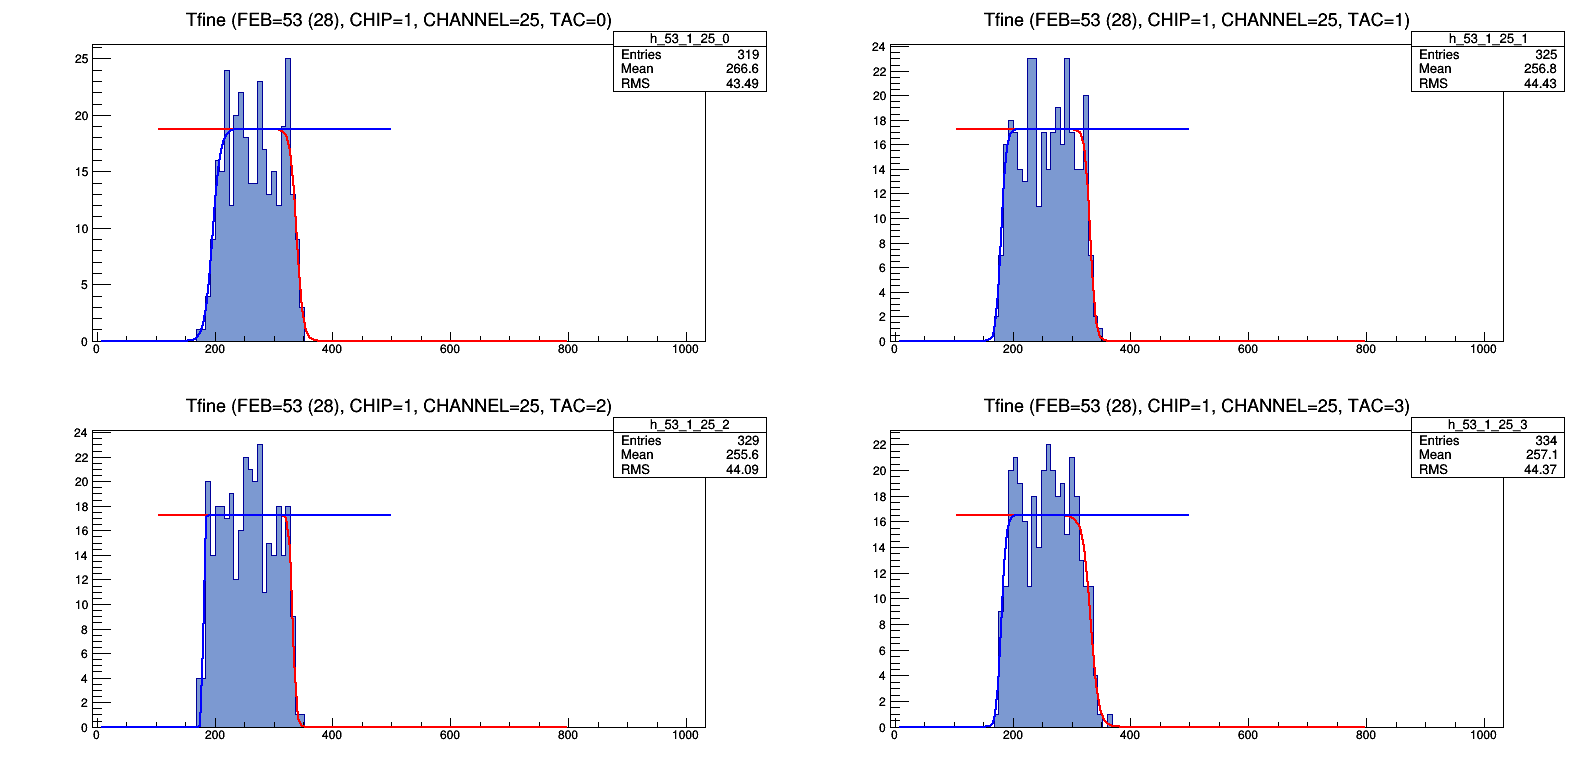 Tfine (FEB=53 (28), CHIP=1, CHANNEL=25, TAC=0)
h_53_1_25_0
Entries 319
Mean 266.6
RMS 43.49
25
20
15
10
5
0
0 200 400 600 800 1000
Tfine (FEB=53 (28), CHIP=1, CHANNEL=25, TAC=1)
h_53_1_25_1
Entries 325
Mean 256.8
RMS 44.43
24
22
20
18
16
14
12
10
8
6
4
2
0
0 200 400 600 800 1000
Tfine (FEB=53 (28), CHIP=1, CHANNEL=25, TAC=2)
h_53_1_25_2
Entries 329
Mean 255.6
RMS 44.09
24
22
20
18
16
14
12
10
8
6
4
2
0
0 200 400 600 800 1000
Tfine (FEB=53 (28), CHIP=1, CHANNEL=25, TAC=3)
h_53_1_25_3
Entries 334
Mean 257.1
RMS 44.37
22
20
18
16
14
12
10
8
6
4
2
0
0 200 400 600 800 1000